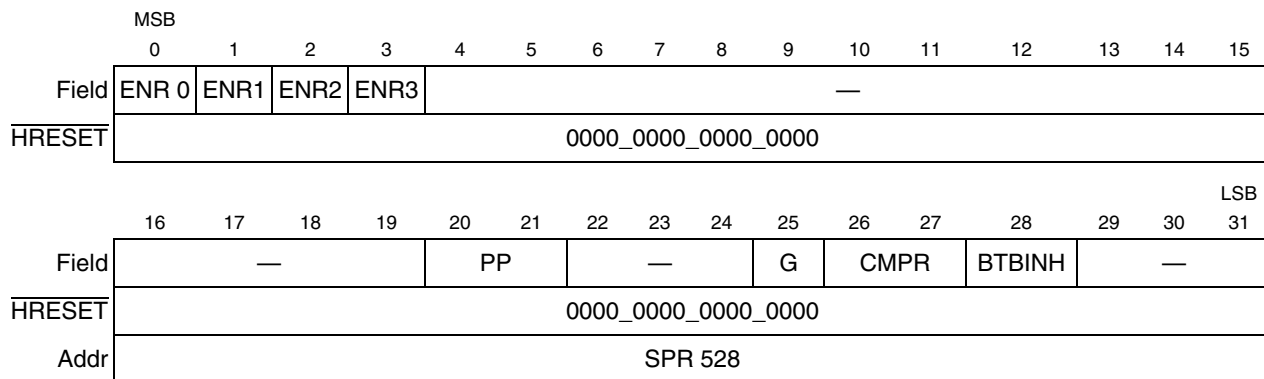 MSB
0 1 2 3 4 5 6 7 8 9 10 11 12 13 14 15
Field ENR 0 ENR1 ENR2 ENR3 —
HRESET 0000_0000_0000_0000
LSB
16 17 18 19 20 21 22 23 24 25 26 27 28 29 30 31
Field — PP — G CMPR BTBINH —
HRESET 0000_0000_0000_0000
Addr SPR 528